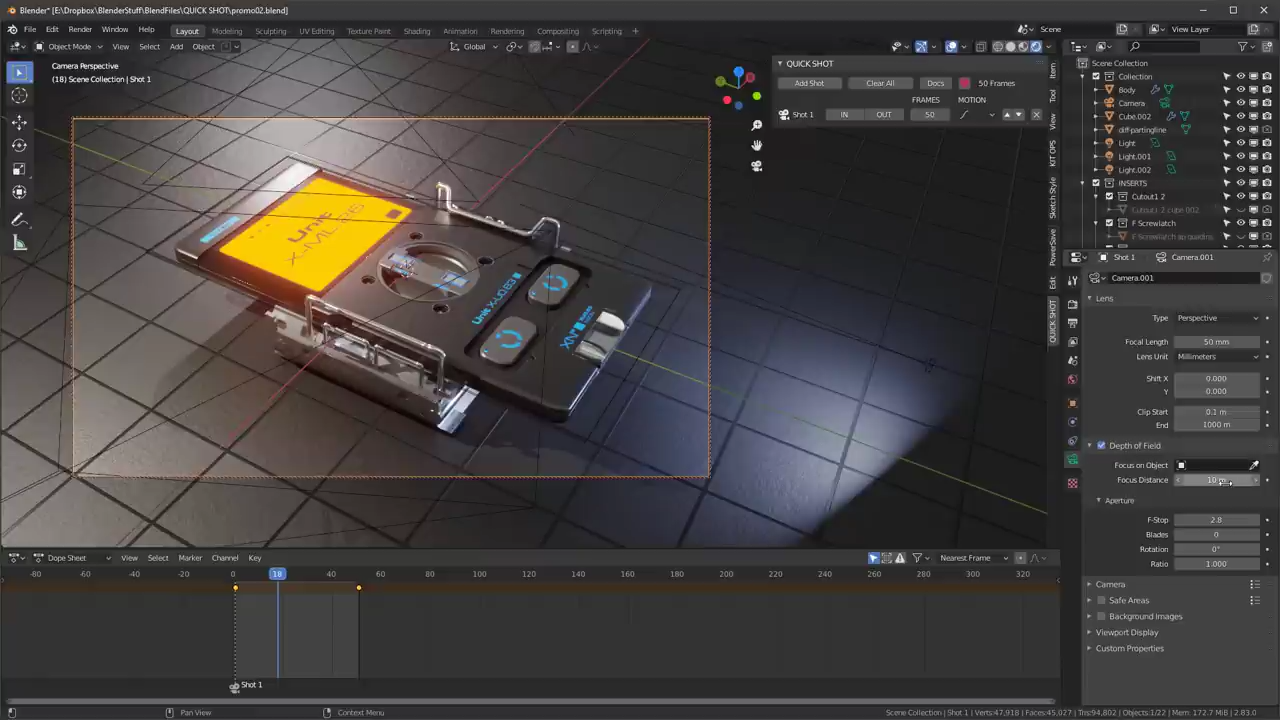 Blender* [E:\Dropbox\BlenderStuff\BlendFiles\QUICK SHOT\promo02.blend]
File Edit Render Window Help Layout Modeling Sculpting UV Editing Texture Paint Shading Animation Rendering Compositing Scripting + Scene View Layer
Object Mode View Select Add Object Global
Camera Perspective
(18) Scene Collection | Shot 1
QUICK SHOT
Add Shot Clear All Docs 50 Frames
FRAMES MOTION
Shot 1 IN OUT 50
Item
Tool
View
KIT OPS
Sketch Style
PowerSave
Edit
QUICK SHOT
Unit
Unit
Scene Collection
Collection
Body
Camera
Cube.002
diff-partingline
Light
Light.001
Light.002
INSERTS
Cutout1 2
Cutout1 2 cube.002
F Screwlatch
Shot 1 Camera.001
Camera.001
Lens
Type Perspective
Focal Length 50 mm
Lens Unit Millimeters
Shift X 0.000
Y 0.000
Clip Start 0.1 m
End 1000 m
Depth of Field
Focus on Object
Focus Distance 10 m
Aperture
F-Stop 2.8
Blades 0
Rotation 0°
Ratio 1.000
Camera
Safe Areas
Background Images
Viewport Display
Custom Properties
Dope Sheet View Select Marker Channel Key Nearest Frame
-80 -60 -40 -20 0 18 40 60 80 100 120 140 160 180 200 220 240 260 280 300 320
Shot 1
Pan View Context Menu Scene Collection | Shot 1 | Verts:47,918 | Faces:45,027 | Tris:94,802 | Objects:1/22 | Mem: 172.7 MiB | 2.83.0